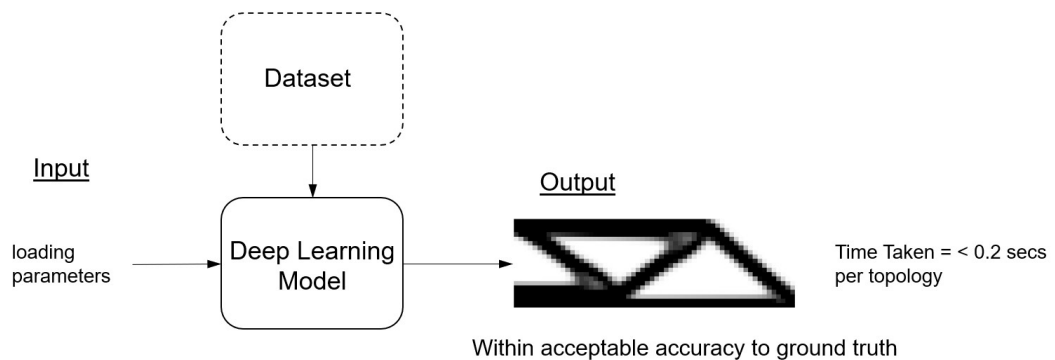 Dataset
Input
Output
loading
parameters
Deep Learning
Model
Time Taken = < 0.2 secs
per topology
Within acceptable accuracy to ground truth